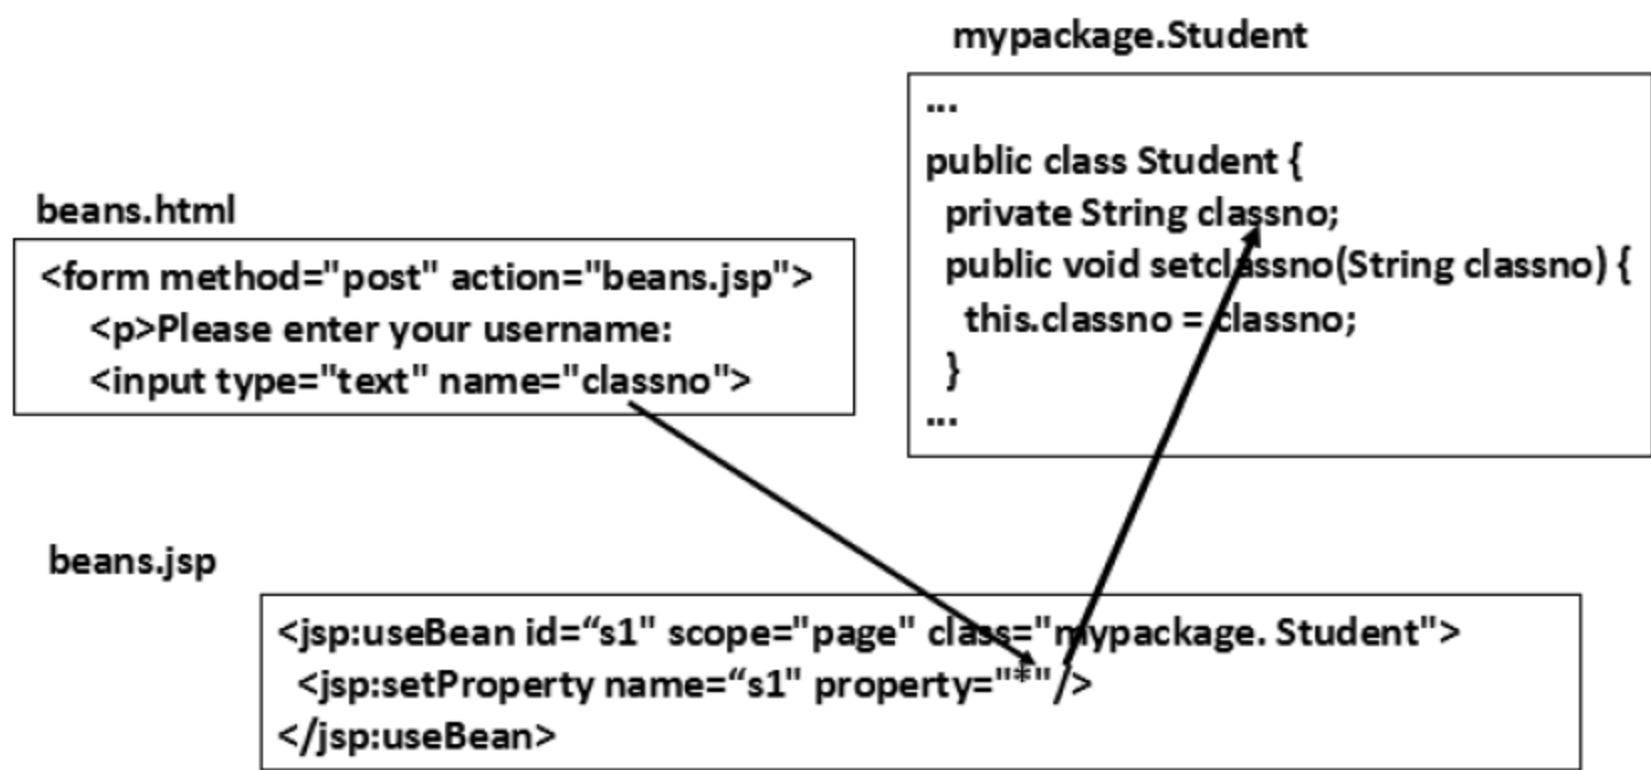 mypackage.Student
...
public class Student {
private String classno;
public void setclassno(String classno) {
this.classno = classno;
}
...
beans.html
<form method="post" action="beans.jsp">
<p>Please enter your username:
<input type="text" name="classno">
beans.jsp
<jsp:useBean id=“s1" scope="page" class="mypackage. Student">
<jsp:setProperty name=“s1" property="*"/>
</jsp:useBean>